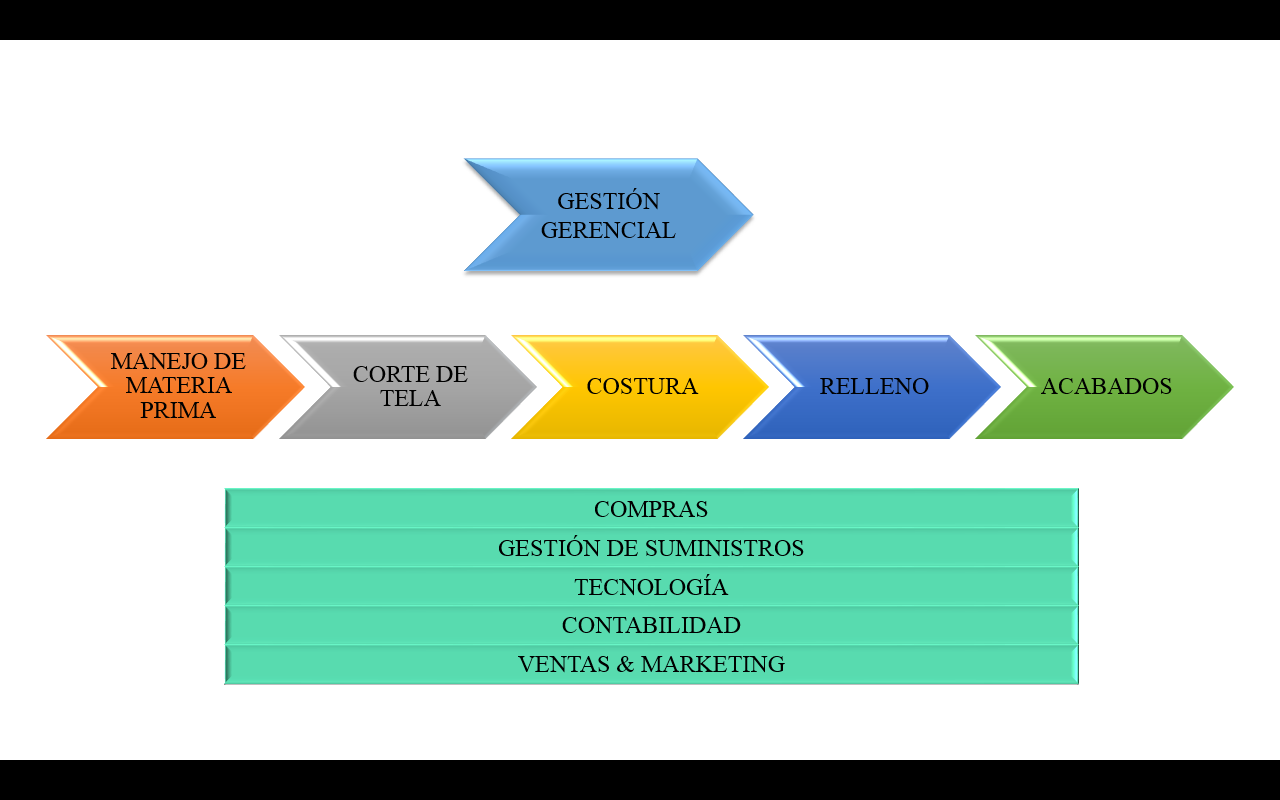 GESTIÓN
GERENCIAL
MANEJO DE
MATERIA
PRIMA
CORTE DE
TELA
COSTURA
RELLENO
ACABADOS
COMPRAS
GESTIÓN DE SUMINISTROS
TECNOLOGÍA
CONTABILIDAD
VENTAS & MARKETING